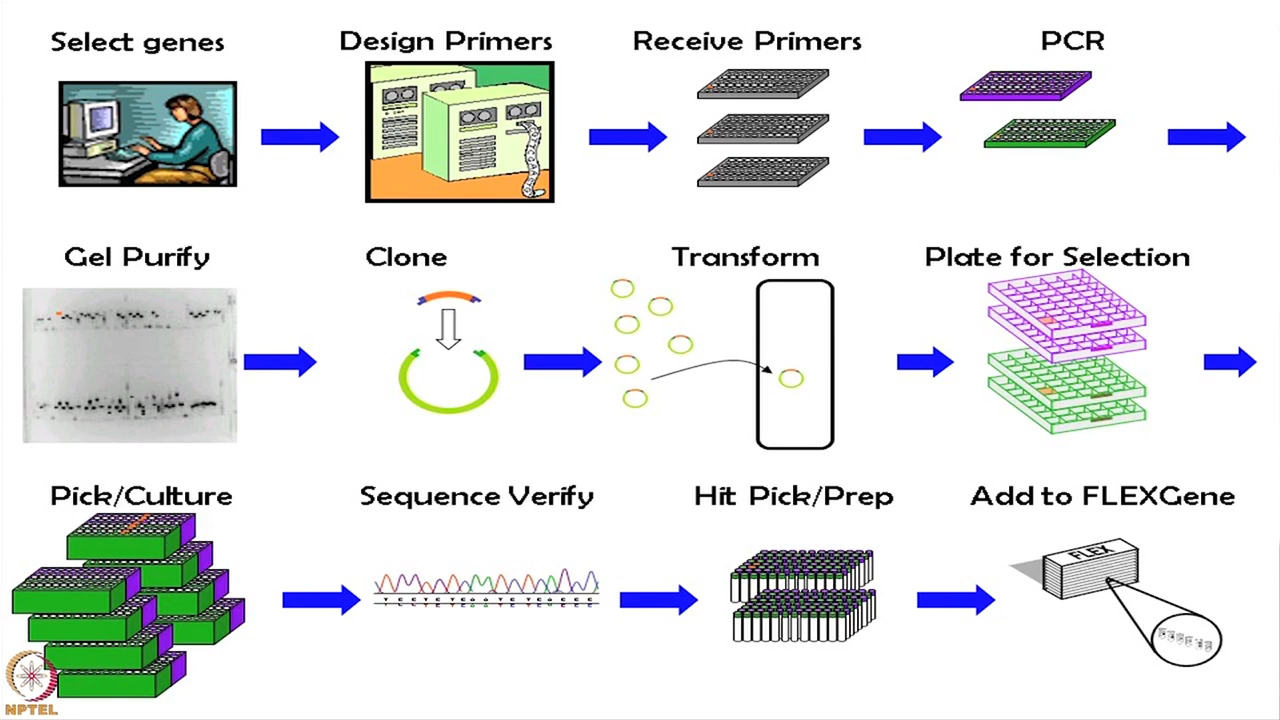 Select genes
Design Primers
Receive Primers
PCR
Gel Purify
Clone
Transform
Plate for Selection
Pick/Culture
Sequence Verify
Hit Pick/Prep
Add to FLEXGene
FLEX
NPTEL